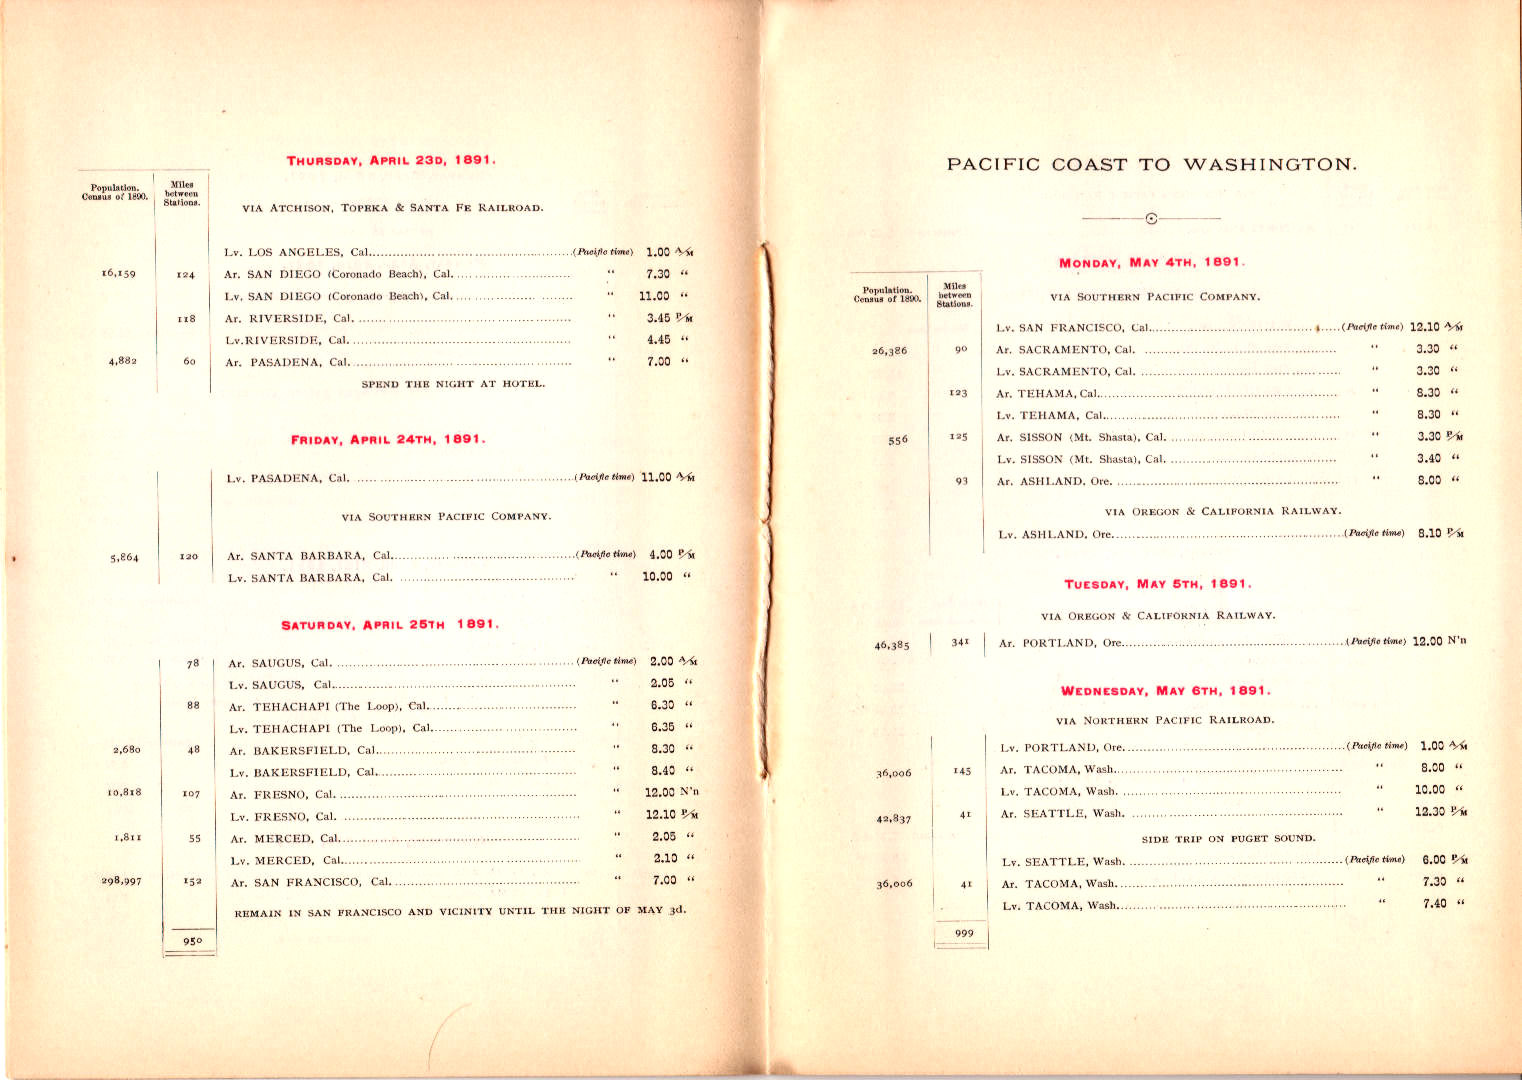 THURSDAY, APRIL 23D, 1891.
Population. Census of 1890. Miles between Stations.
VIA ATCHISON, TOPEKA & SANTA FE RAILROAD.
Lv. LOS ANGELES, Cal. (Pacific time) 1.00 A/M
16,159 124 Ar. SAN DIEGO (Coronado Beach), Cal. " 7.30 "
Lv. SAN DIEGO (Coronado Beach), Cal. " 11.00 "
118 Ar. RIVERSIDE, Cal. " 3.45 P/M
Lv. RIVERSIDE, Cal. " 4.45 "
4,882 60 Ar. PASADENA, Cal. " 7.00 "
SPEND THE NIGHT AT HOTEL.
FRIDAY, APRIL 24TH, 1891.
Lv. PASADENA, Cal. (Pacific time) 11.00 A/M
VIA SOUTHERN PACIFIC COMPANY.
5,864 120 Ar. SANTA BARBARA, Cal. (Pacific time) 4.00 P/M
Lv. SANTA BARBARA, Cal. " 10.00 "
SATURDAY, APRIL 25TH 1891.
78 Ar. SAUGUS, Cal. (Pacific time) 2.00 A/M
Lv. SAUGUS, Cal. " 2.05 "
88 Ar. TEHACHAPI (The Loop), Cal. " 6.30 "
Lv. TEHACHAPI (The Loop), Cal. " 6.35 "
2,680 48 Ar. BAKERSFIELD, Cal. " 8.30 "
Lv. BAKERSFIELD, Cal. " 8.40 "
10,818 107 Ar. FRESNO, Cal. " 12.00 N'n
Lv. FRESNO, Cal. " 12.10 P/M
1,811 55 Ar. MERCED, Cal. " 2.05 "
Lv. MERCED, Cal. " 2.10 "
298,997 152 Ar. SAN FRANCISCO, Cal. " 7.00 "
REMAIN IN SAN FRANCISCO AND VICINITY UNTIL THE NIGHT OF MAY 3d.
950
PACIFIC COAST TO WASHINGTON.
MONDAY, MAY 4TH, 1891.
Population. Census of 1890. Miles between Stations.
VIA SOUTHERN PACIFIC COMPANY.
Lv. SAN FRANCISCO, Cal. (Pacific time) 12.10 A/M
26,386 90 Ar. SACRAMENTO, Cal. " 3.30 "
Lv. SACRAMENTO, Cal. " 3.30 "
123 Ar. TEHAMA, Cal. " 8.30 "
Lv. TEHAMA, Cal. " 8.30 "
556 125 Ar. SISSON (Mt. Shasta), Cal. " 3.30 P/M
Lv. SISSON (Mt. Shasta), Cal. " 3.40 "
93 Ar. ASHLAND, Ore. " 8.00 "
VIA OREGON & CALIFORNIA RAILWAY.
Lv. ASHLAND, Ore. (Pacific time) 8.10 P/M
TUESDAY, MAY 5TH, 1891.
VIA OREGON & CALIFORNIA RAILWAY.
46,385 341 Ar. PORTLAND, Ore. (Pacific time) 12.00 N'n
WEDNESDAY, MAY 6TH, 1891.
VIA NORTHERN PACIFIC RAILROAD.
Lv. PORTLAND, Ore. (Pacific time) 1.00 A/M
36,006 145 Ar. TACOMA, Wash. " 8.00 "
Lv. TACOMA, Wash. " 10.00 "
42,837 41 Ar. SEATTLE, Wash. " 12.30 P/M
SIDE TRIP ON PUGET SOUND.
Lv. SEATTLE, Wash. (Pacific time) 6.00 P/M
36,006 41 Ar. TACOMA, Wash. " 7.30 "
Lv. TACOMA, Wash. " 7.40 "
999